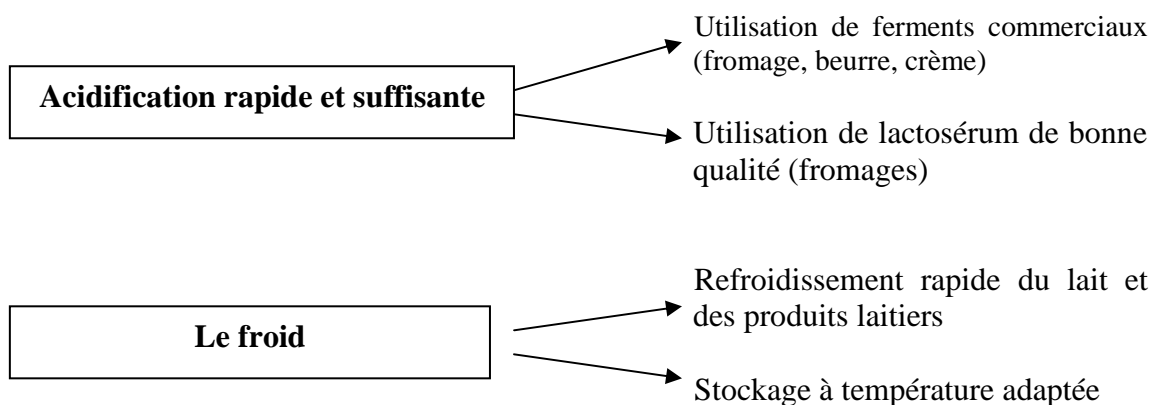 Utilisation de ferments commerciaux
(fromage, beurre, crème)
Acidification rapide et suffisante
Utilisation de lactosérum de bonne
qualité (fromages)
Refroidissement rapide du lait et
des produits laitiers
Le froid
Stockage à température adaptée